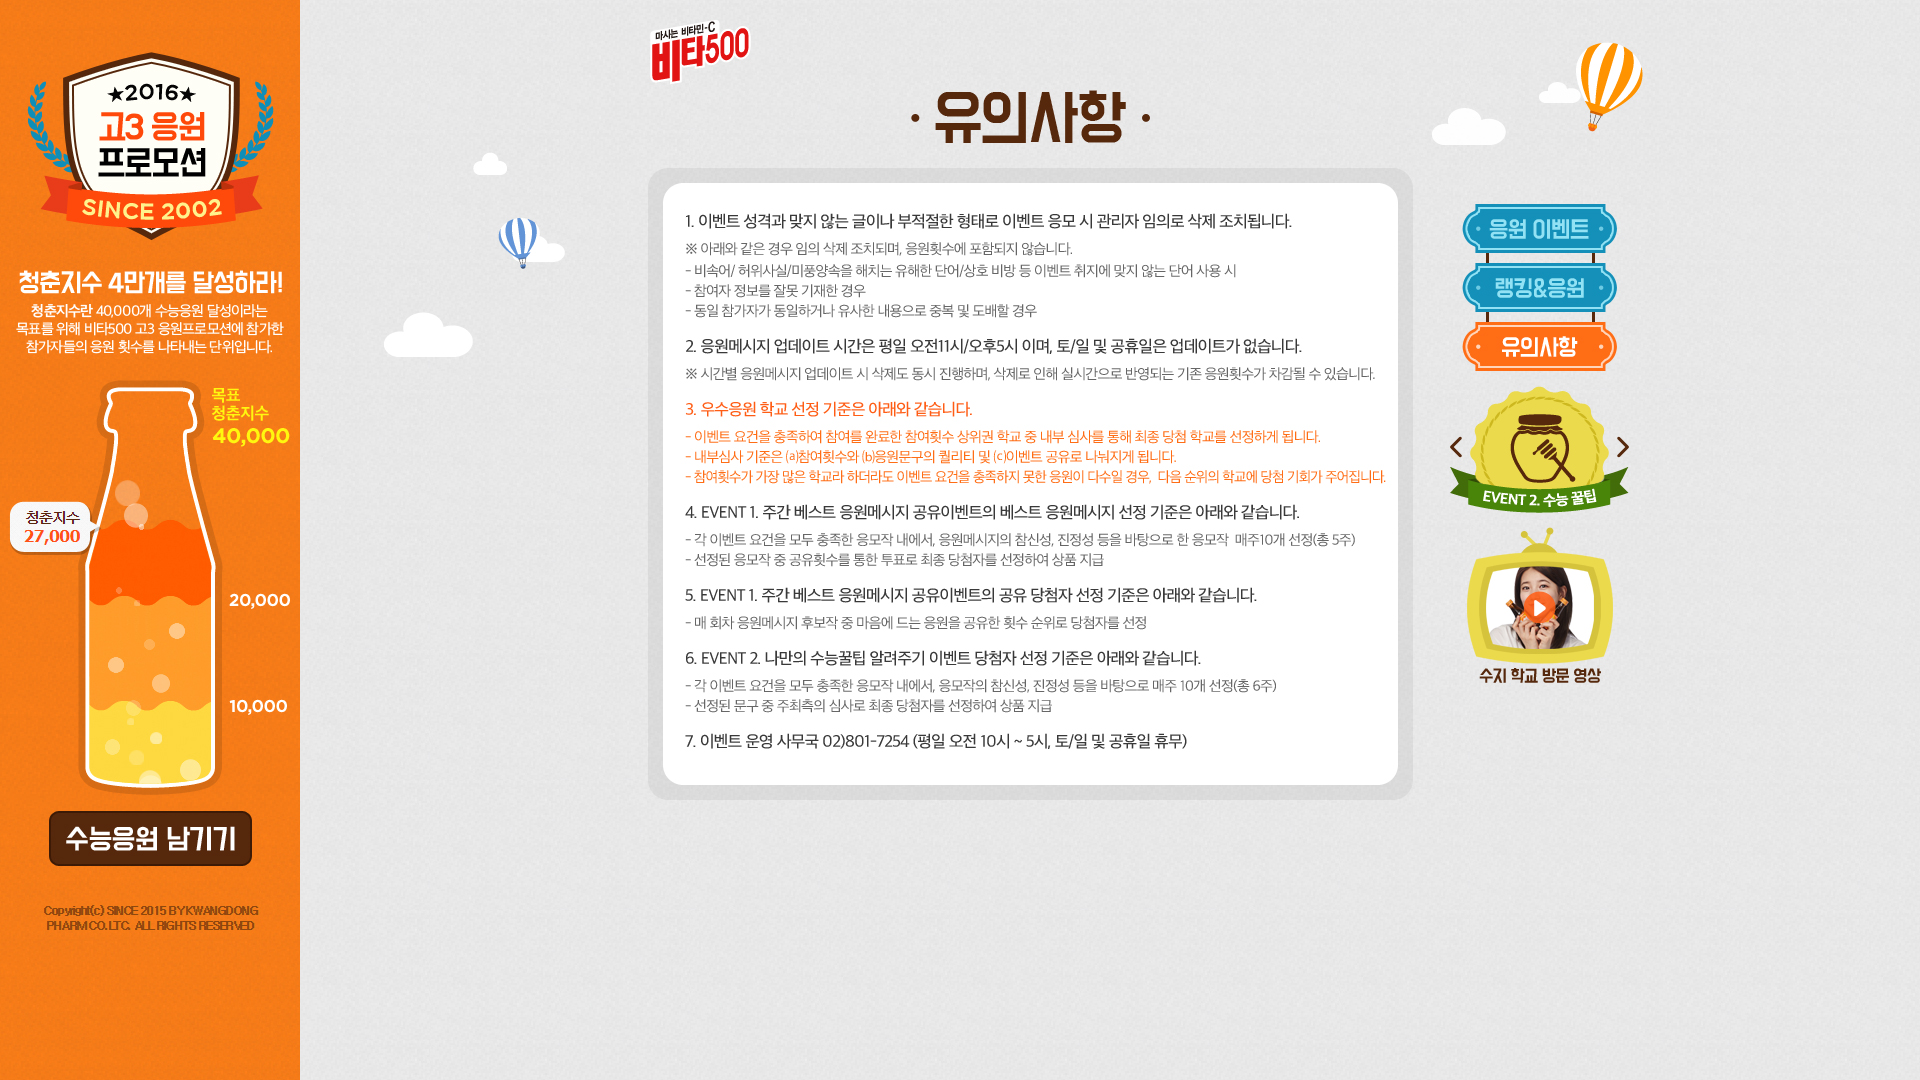 ★2016★
고3 응원
프로모션
SINCE 2002
청춘지수 4만개를 달성하라!
청춘지수란 40,000개 수능응원 달성이라는
목표를 위해 비타500 고3 응원프로모션에 참가한
참가자들의 응원 횟수를 나타내는 단위입니다.
목표
청춘지수
40,000
청춘지수
27,000
20,000
10,000
수능응원 남기기
Copyright(c) SINCE 2015 BY KWANGDONG
PHARM CO. LTC. ALL RIGHTS RESERVED
마시는 비타민-C
비타500
· 유의사항 ·
1. 이벤트 성격과 맞지 않는 글이나 부적절한 형태로 이벤트 응모 시 관리자 임의로 삭제 조치됩니다.
※ 아래와 같은 경우 임의 삭제 조치되며, 응원횟수에 포함되지 않습니다.
- 비속어/ 허위사실/미풍양속을 해치는 유해한 단어/상호 비방 등 이벤트 취지에 맞지 않는 단어 사용 시
- 참여자 정보를 잘못 기재한 경우
- 동일 참가자가 동일하거나 유사한 내용으로 중복 및 도배할 경우
2. 응원메시지 업데이트 시간은 평일 오전11시/오후5시 이며, 토/일 및 공휴일은 업데이트가 없습니다.
※ 시간별 응원메시지 업데이트 시 삭제도 동시 진행하며, 삭제로 인해 실시간으로 반영되는 기존 응원횟수가 차감될 수 있습니다.
3. 우수응원 학교 선정 기준은 아래와 같습니다.
- 이벤트 요건을 충족하여 참여를 완료한 참여횟수 상위권 학교 중 내부 심사를 통해 최종 당첨 학교를 선정하게 됩니다.
- 내부심사 기준은 (a)참여횟수와 (b)응원문구의 퀄리티 및 (c)이벤트 공유로 나눠지게 됩니다.
- 참여횟수가 가장 많은 학교라 하더라도 이벤트 요건을 충족하지 못한 응원이 다수일 경우, 다음 순위의 학교에 당첨 기회가 주어집니다.
4. EVENT 1. 주간 베스트 응원메시지 공유이벤트의 베스트 응원메시지 선정 기준은 아래와 같습니다.
- 각 이벤트 요건을 모두 충족한 응모작 내에서, 응원메시지의 참신성, 진정성 등을 바탕으로 한 응모작 매주10개 선정(총 5주)
- 선정된 응모작 중 공유횟수를 통한 투표로 최종 당첨자를 선정하여 상품 지급
5. EVENT 1. 주간 베스트 응원메시지 공유이벤트의 공유 당첨자 선정 기준은 아래와 같습니다.
- 매 회차 응원메시지 후보작 중 마음에 드는 응원을 공유한 횟수 순위로 당첨자를 선정
6. EVENT 2. 나만의 수능꿀팁 알려주기 이벤트 당첨자 선정 기준은 아래와 같습니다.
- 각 이벤트 요건을 모두 충족한 응모작 내에서, 응모작의 참신성, 진정성 등을 바탕으로 매주 10개 선정(총 6주)
- 선정된 문구 중 주최측의 심사로 최종 당첨자를 선정하여 상품 지급
7. 이벤트 운영 사무국 02)801-7254 (평일 오전 10시 ~ 5시, 토/일 및 공휴일 휴무)
응원 이벤트
랭킹&응원
유의사항
EVENT 2. 수능 꿀팁
수지 학교 방문 영상